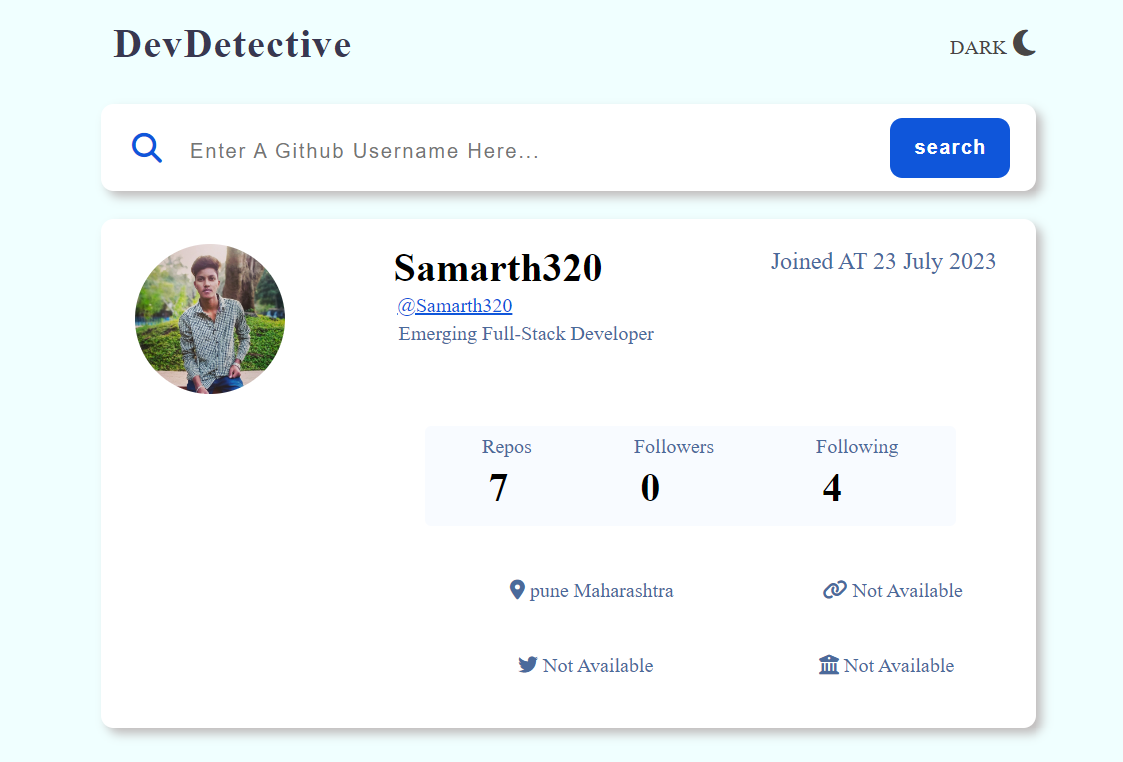 DevDetective
DARK
Enter A Github Username Here...
search
Samarth320
Joined AT 23 July 2023
@Samarth320
Emerging Full-Stack Developer
Repos Followers Following
7 0 4
pune Maharashtra Not Available
Not Available Not Available